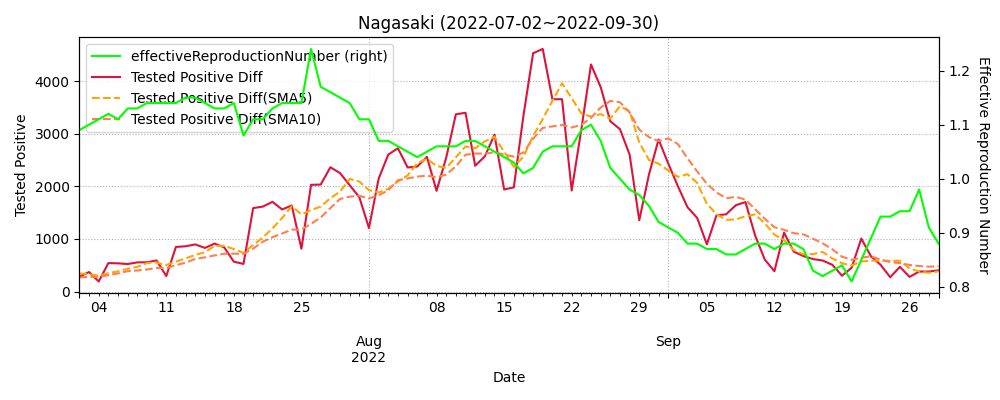 Nagasaki (2022-07-02~2022-09-30)
effectiveReproductionNumber (right)
Tested Positive Diff
Tested Positive Diff(SMA5)
Tested Positive Diff(SMA10)
Tested Positive
4000
3000
2000
1000
0
Effective Reproduction Number
1.2
1.1
1.0
0.9
0.8
04 11 18 25 08 15 22 29 05 12 19 26
Aug Sep
2022
Date